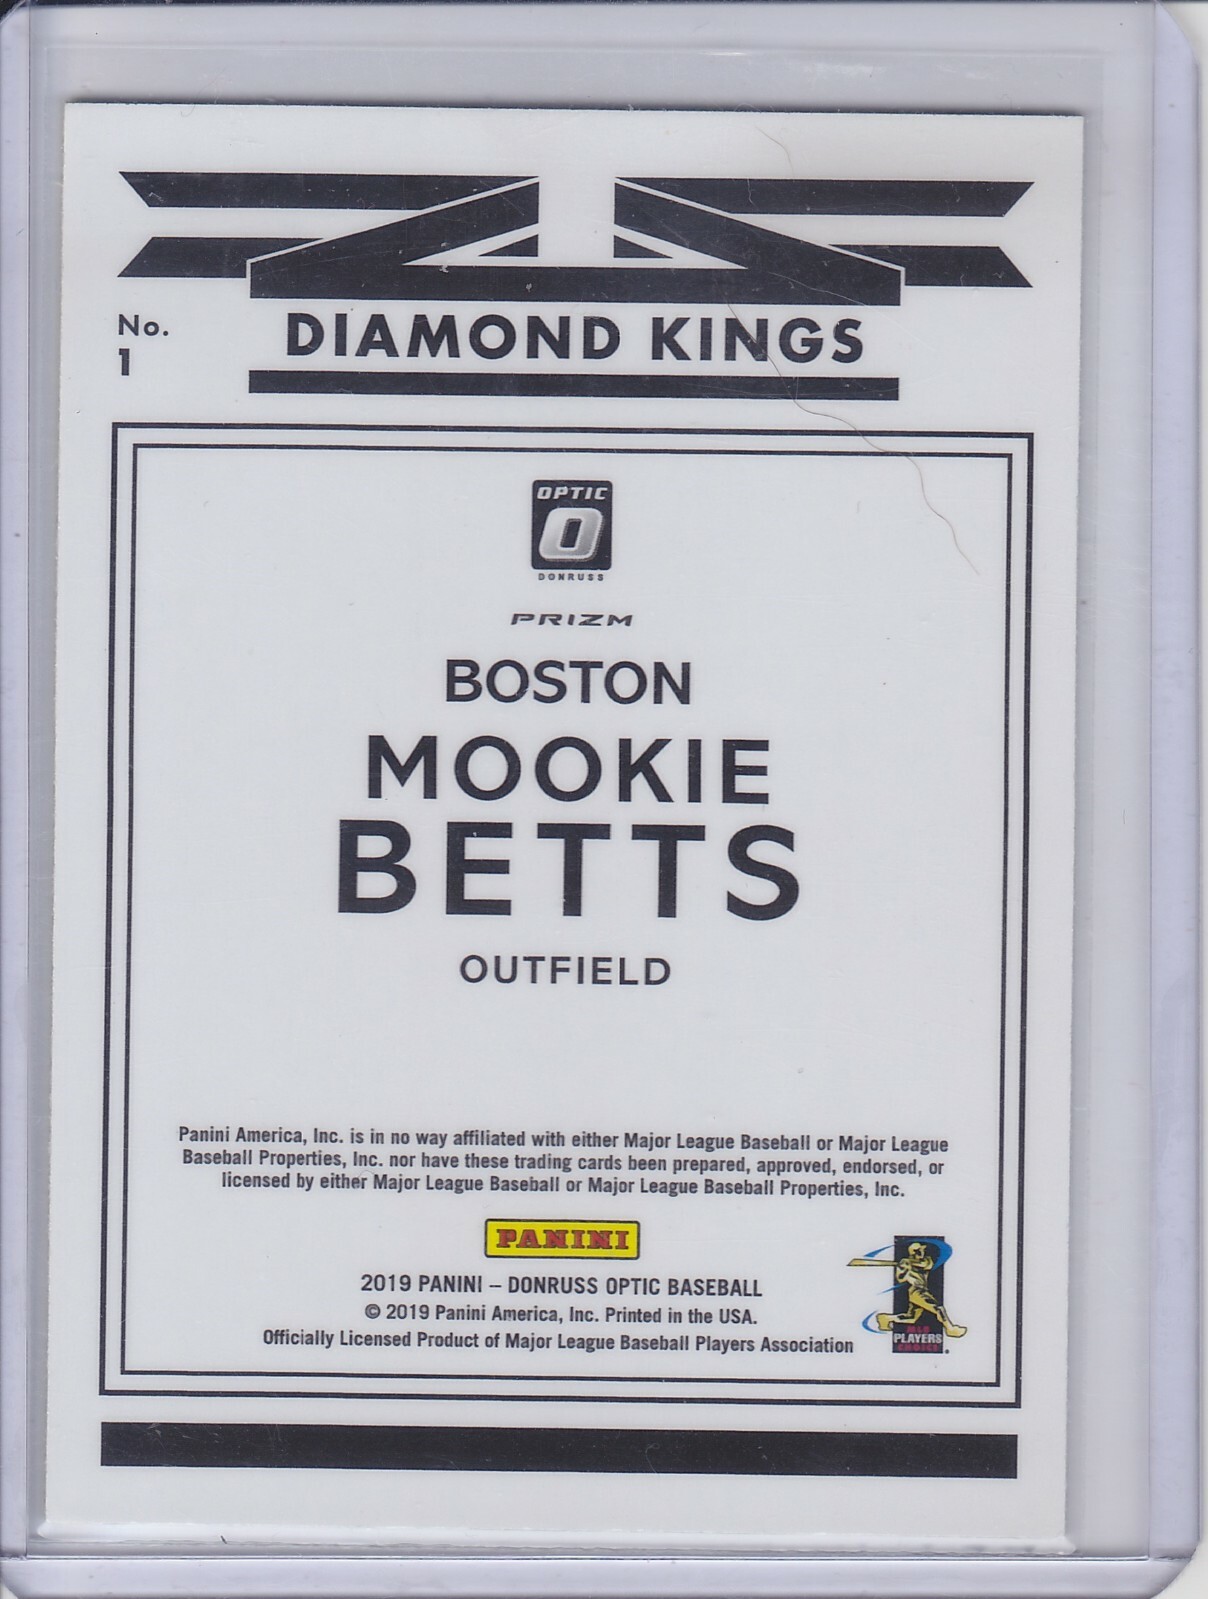 No.
1
DIAMOND KINGS
OPTIC
O
DONRUSS
PRIZM
BOSTON
MOOKIE
BETTS
OUTFIELD
Panini America, Inc. is in no way affiliated with either Major League Baseball or Major League
Baseball Properties, Inc. nor have these trading cards been prepared, approved, endorsed, or
licensed by either Major League Baseball or Major League Baseball Properties, Inc.
PANINI
2019 PANINI – DONRUSS OPTIC BASEBALL
© 2019 Panini America, Inc. Printed in the USA.
Officially Licensed Product of Major League Baseball Players Association
MLB
PLAYERS
CHOICE